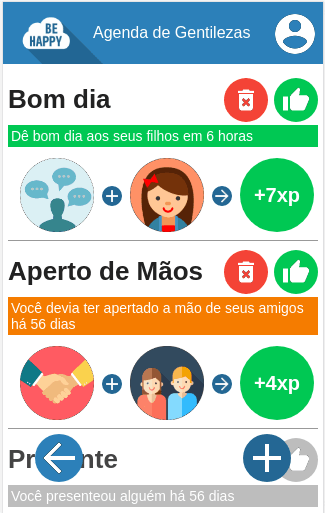 BE
HAPPY
Agenda de Gentilezas
Bom dia
Dê bom dia aos seus filhos em 6 horas
+7xp
Aperto de Mãos
Você devia ter apertado a mão de seus amigos
há 56 dias
+4xp
Você presenteou alguém há 56 dias